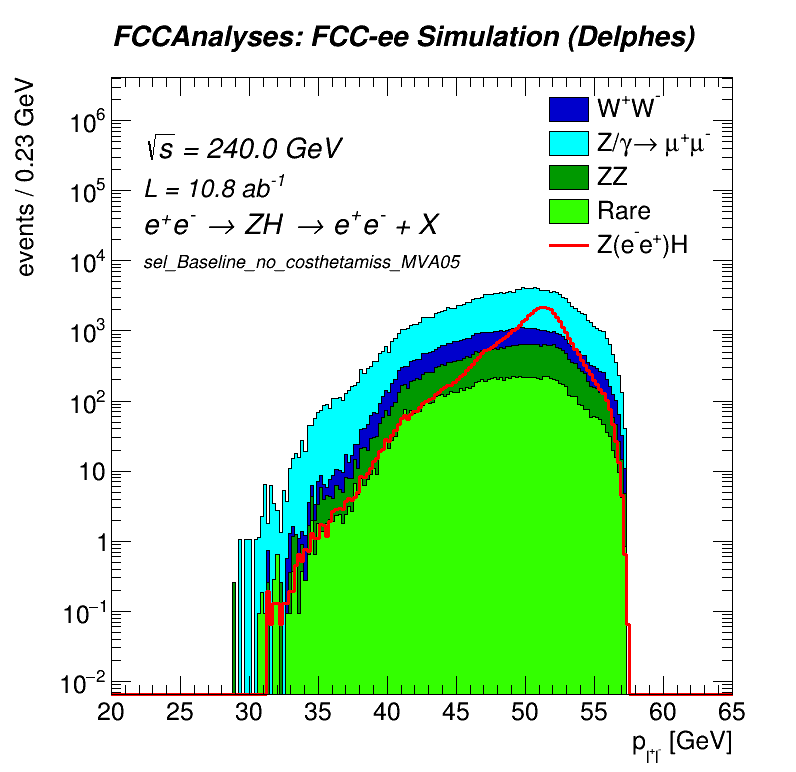 FCCAnalyses: FCC-ee Simulation (Delphes)
events / 0.23 GeV
10⁶
10⁵
10⁴
10³
10²
10
1
10⁻¹
10⁻²
√s = 240.0 GeV
L = 10.8 ab⁻¹
e⁺e⁻ → ZH → e⁺e⁻ + X
sel_Baseline_no_costhetamiss_MVA05
W⁺W⁻
Z/γ→ μ⁺μ⁻
ZZ
Rare
Z(e⁻e⁺)H
20 25 30 35 40 45 50 55 60 65
p_{l⁺l⁻} [GeV]